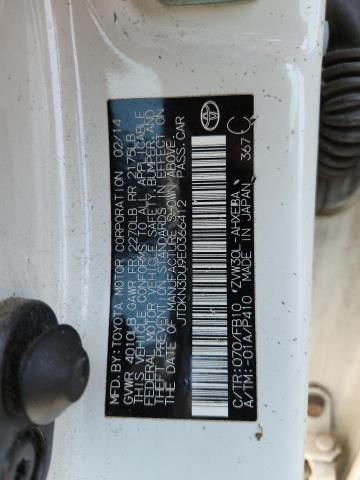 MFD. BY: TOYOTA MOTOR CORPORATION 02/14
GVWR 4010LB GAWR FR 2270LB RR 2175LB
THIS VEHICLE CONFORMS TO ALL APPLICABLE
FEDERAL MOTOR VEHICLE SAFETY, BUMPER AND
THEFT PREVENTION STANDARDS IN EFFECT ON
THE DATE OF MANUFACTURE SHOWN ABOVE.
JTDKN3DU9E0366412 PASS.CAR
C/TR: 070/FB10 ZVW30L-AHXEBA
A/TM: -01A/P410 MADE IN JAPAN
367